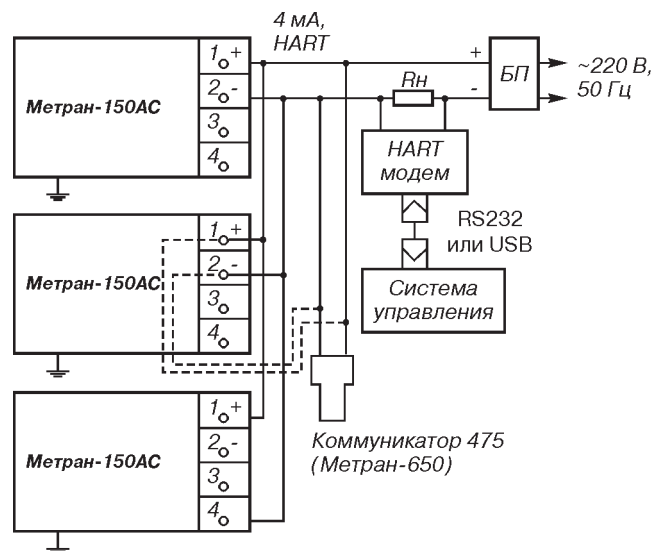 4 мА,
HART
Метран-150АС
1 +
2 -
3
4
+
-
Rн
БП
~220 В,
50 Гц
HART
модем
RS232
или USB
Система
управления
Метран-150АС
1 +
2 -
3
4
Метран-150АС
1 +
2 -
3
4
Коммуникатор 475
(Метран-650)